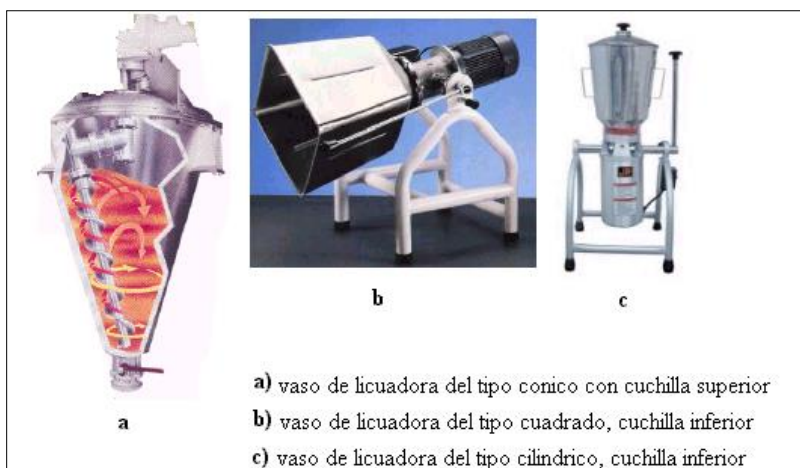 a
b
c
a) vaso de licuadora del tipo conico con cuchilla superior
b) vaso de licuadora del tipo cuadrado, cuchilla inferior
c) vaso de licuadora del tipo cilindrico, cuchilla inferior